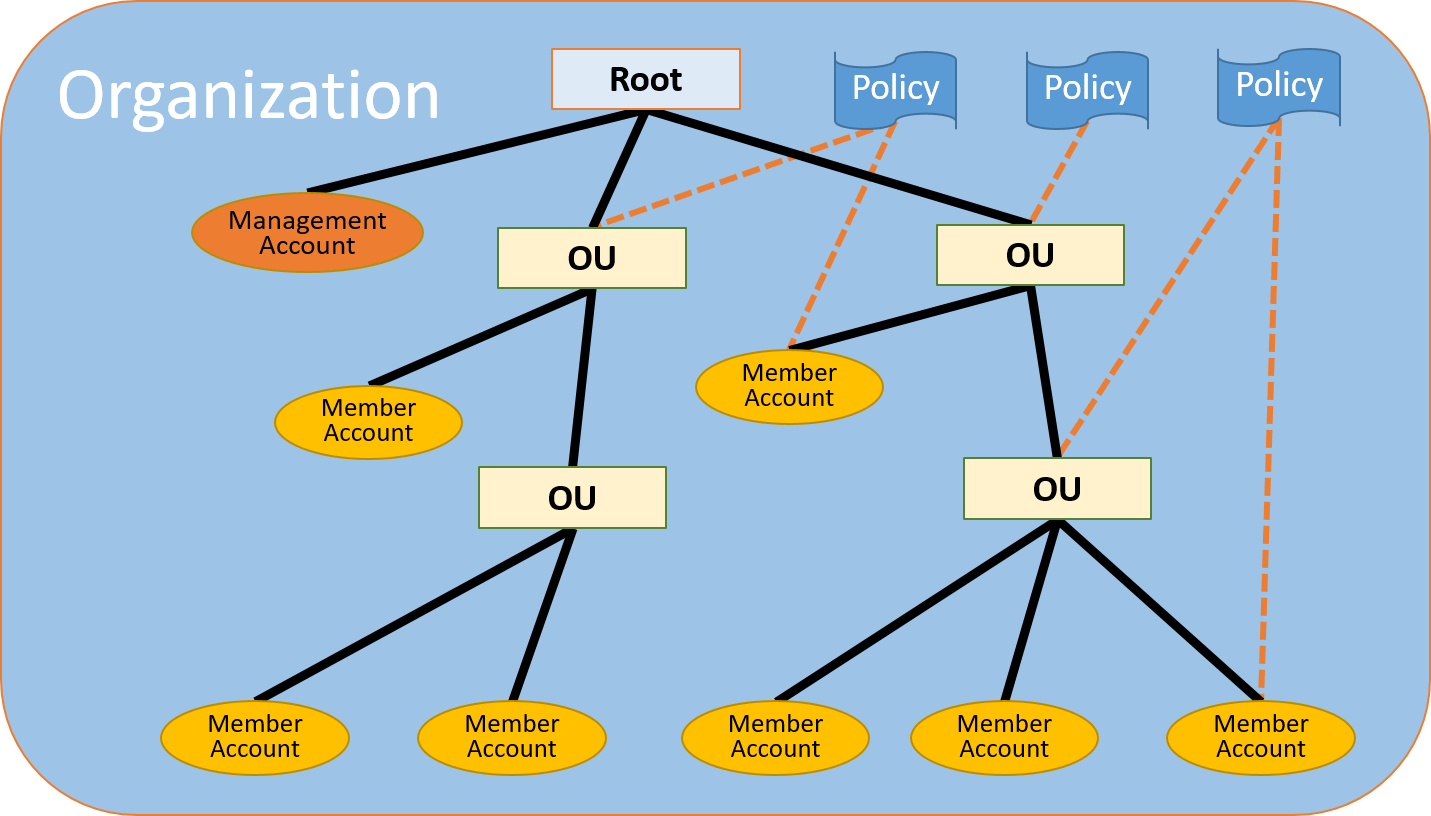 Organization
Root
Policy
Policy
Policy
Management
Account
OU
OU
Member
Account
Member
Account
OU
OU
Member
Account
Member
Account
Member
Account
Member
Account
Member
Account